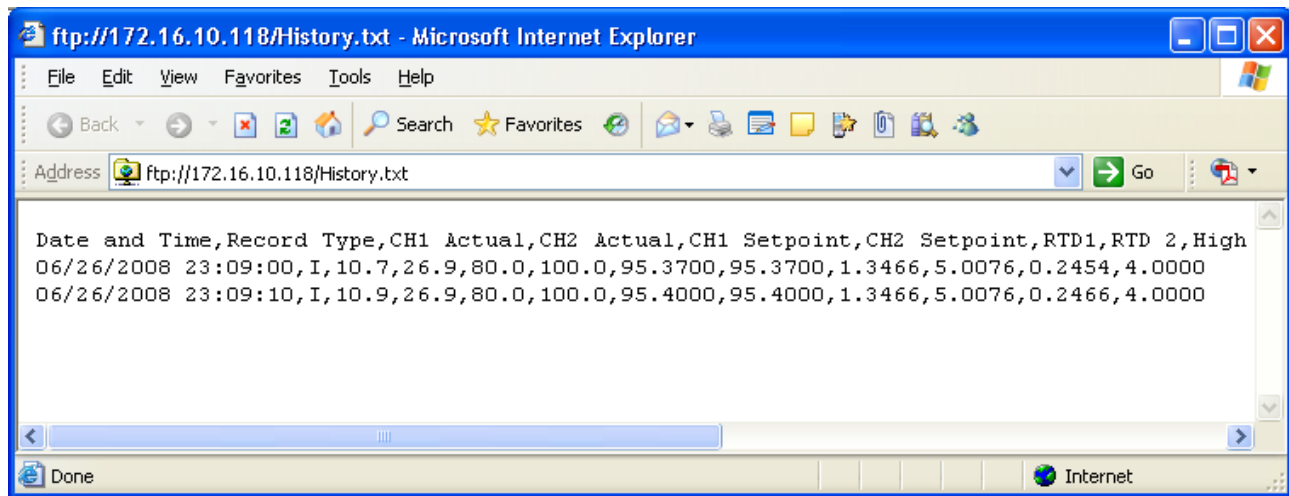 ftp://172.16.10.118/History.txt - Microsoft Internet Explorer
File Edit View Favorites Tools Help
Back Search Favorites
Address ftp://172.16.10.118/History.txt Go
Date and Time,Record Type,CH1 Actual,CH2 Actual,CH1 Setpoint,CH2 Setpoint,RTD1,RTD 2,High
06/26/2008 23:09:00,I,10.7,26.9,80.0,100.0,95.3700,95.3700,1.3466,5.0076,0.2454,4.0000
06/26/2008 23:09:10,I,10.9,26.9,80.0,100.0,95.4000,95.4000,1.3466,5.0076,0.2466,4.0000
Done Internet